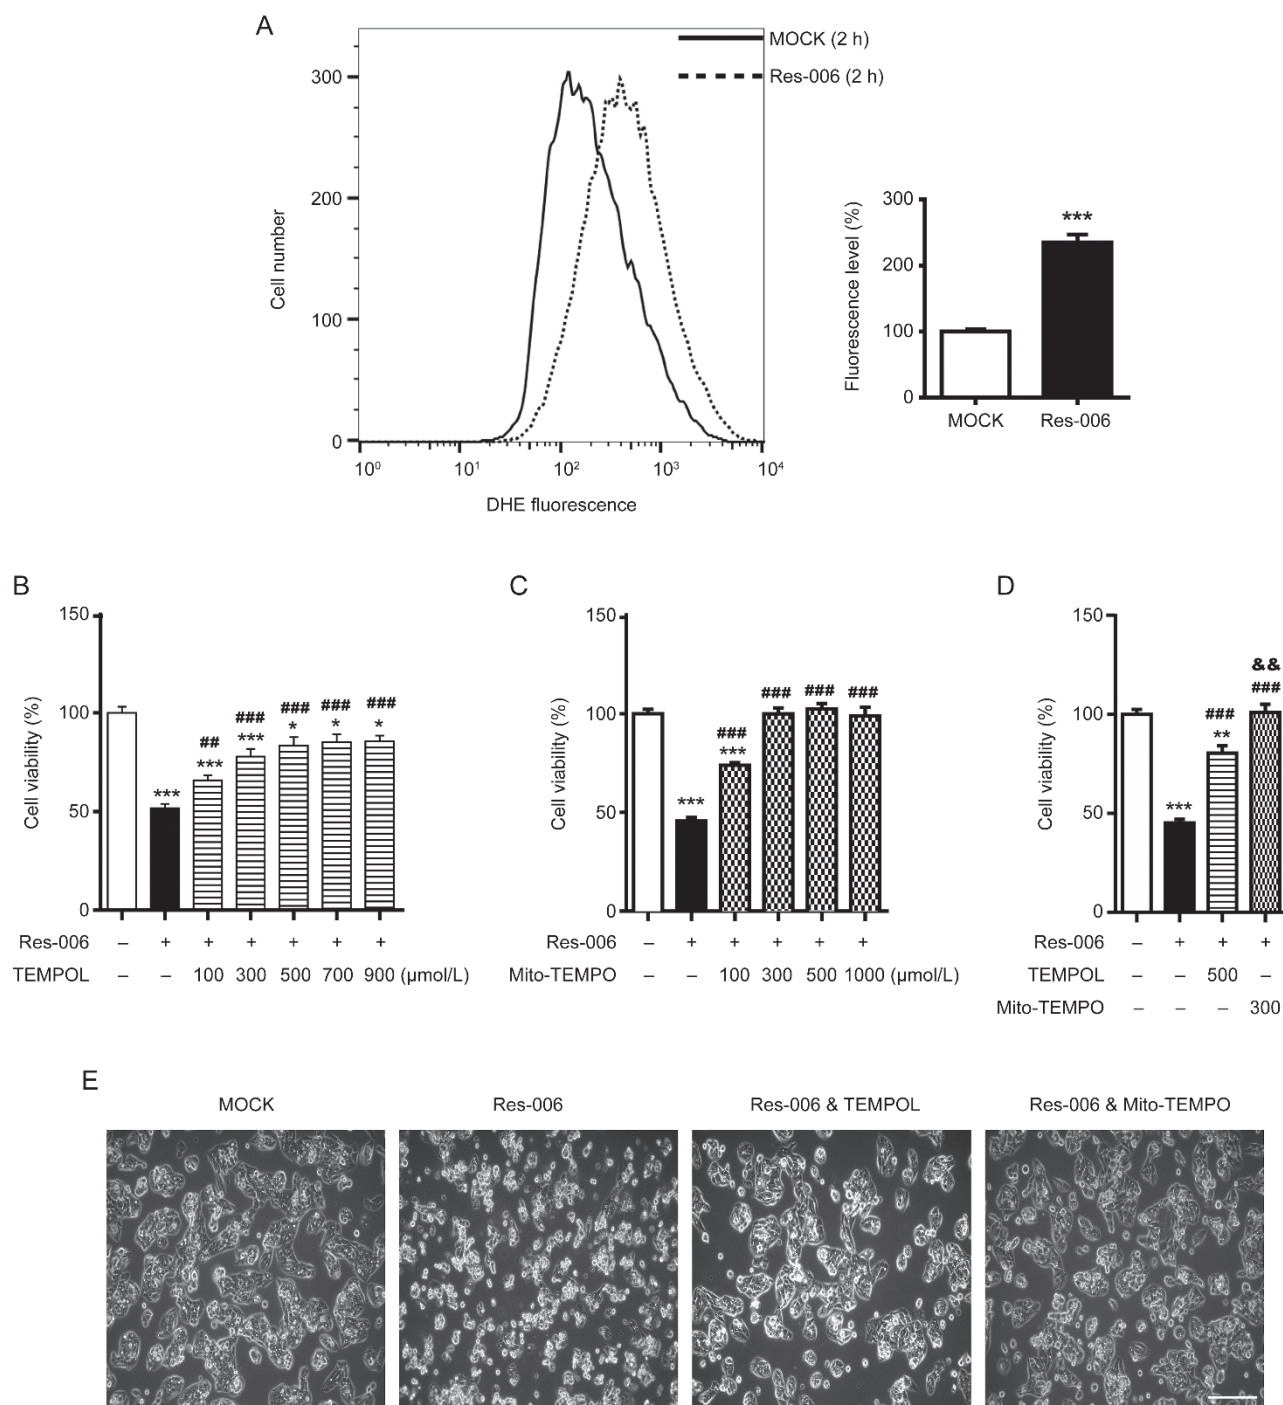 A
MOCK (2 h)
Res-006 (2 h)
300
200
100
0
Cell number
10⁰ 10¹ 10² 10³ 10⁴
DHE fluorescence
300
200
100
0
Fluorescence level (%)
***
MOCK Res-006
B
150
100
50
0
Cell viability (%)
*** ## *** ### *** ### * ### * ### *
Res-006 – + + + + + +
TEMPOL – – 100 300 500 700 900 (µmol/L)
C
150
100
50
0
Cell viability (%)
*** ### *** ### ### ###
Res-006 – + + + + +
Mito-TEMPO – – 100 300 500 1000 (µmol/L)
D
150
100
50
0
Cell viability (%)
*** ### ** && ###
Res-006 – + + +
TEMPOL – – 500 –
Mito-TEMPO – – – 300
E
MOCK Res-006 Res-006 & TEMPOL Res-006 & Mito-TEMPO